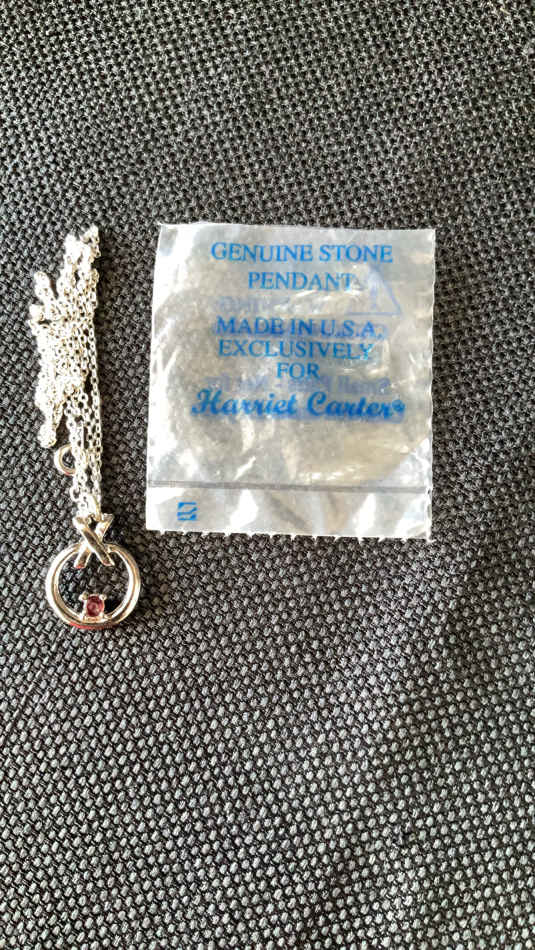 GENUINE STONE
PENDANT
MADE IN U.S.A.
EXCLUSIVELY
FOR
Harriet Carter®